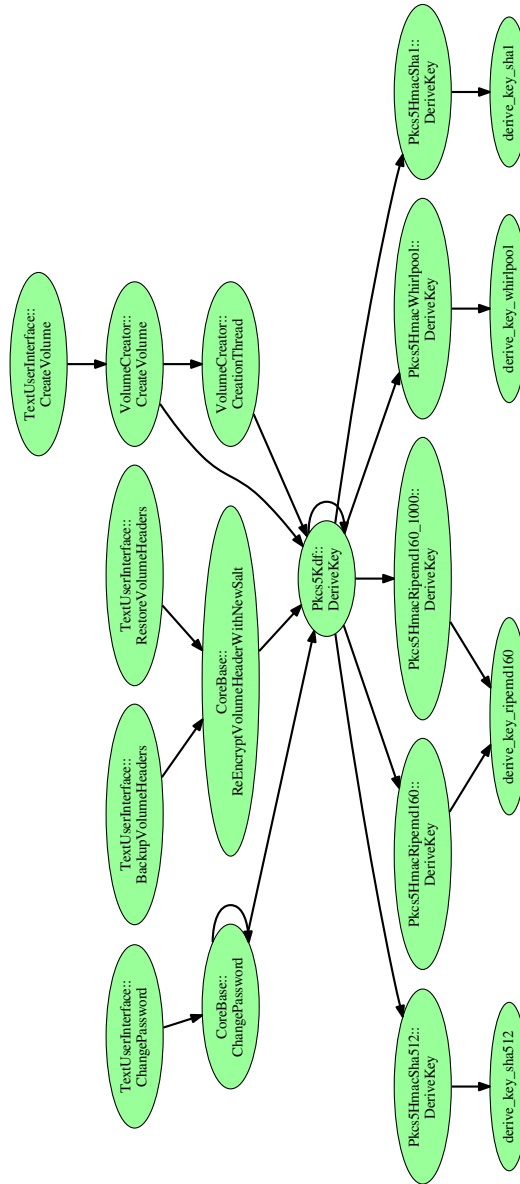 TextUserInterface::
CreateVolume
TextUserInterface::
ChangePassword
TextUserInterface::
BackupVolumeHeaders
TextUserInterface::
RestoreVolumeHeaders
VolumeCreator::
CreateVolume
CoreBase::
ChangePassword
CoreBase::
ReEncryptVolumeHeaderWithNewSalt
VolumeCreator::
CreationThread
Pkcs5Kdf::
DeriveKey
Pkcs5HmacSha512::
DeriveKey
Pkcs5HmacRipemd160::
DeriveKey
Pkcs5HmacRipemd160_1000::
DeriveKey
Pkcs5HmacWhirlpool::
DeriveKey
Pkcs5HmacSha1::
DeriveKey
derive_key_sha512
derive_key_ripemd160
derive_key_whirlpool
derive_key_sha1